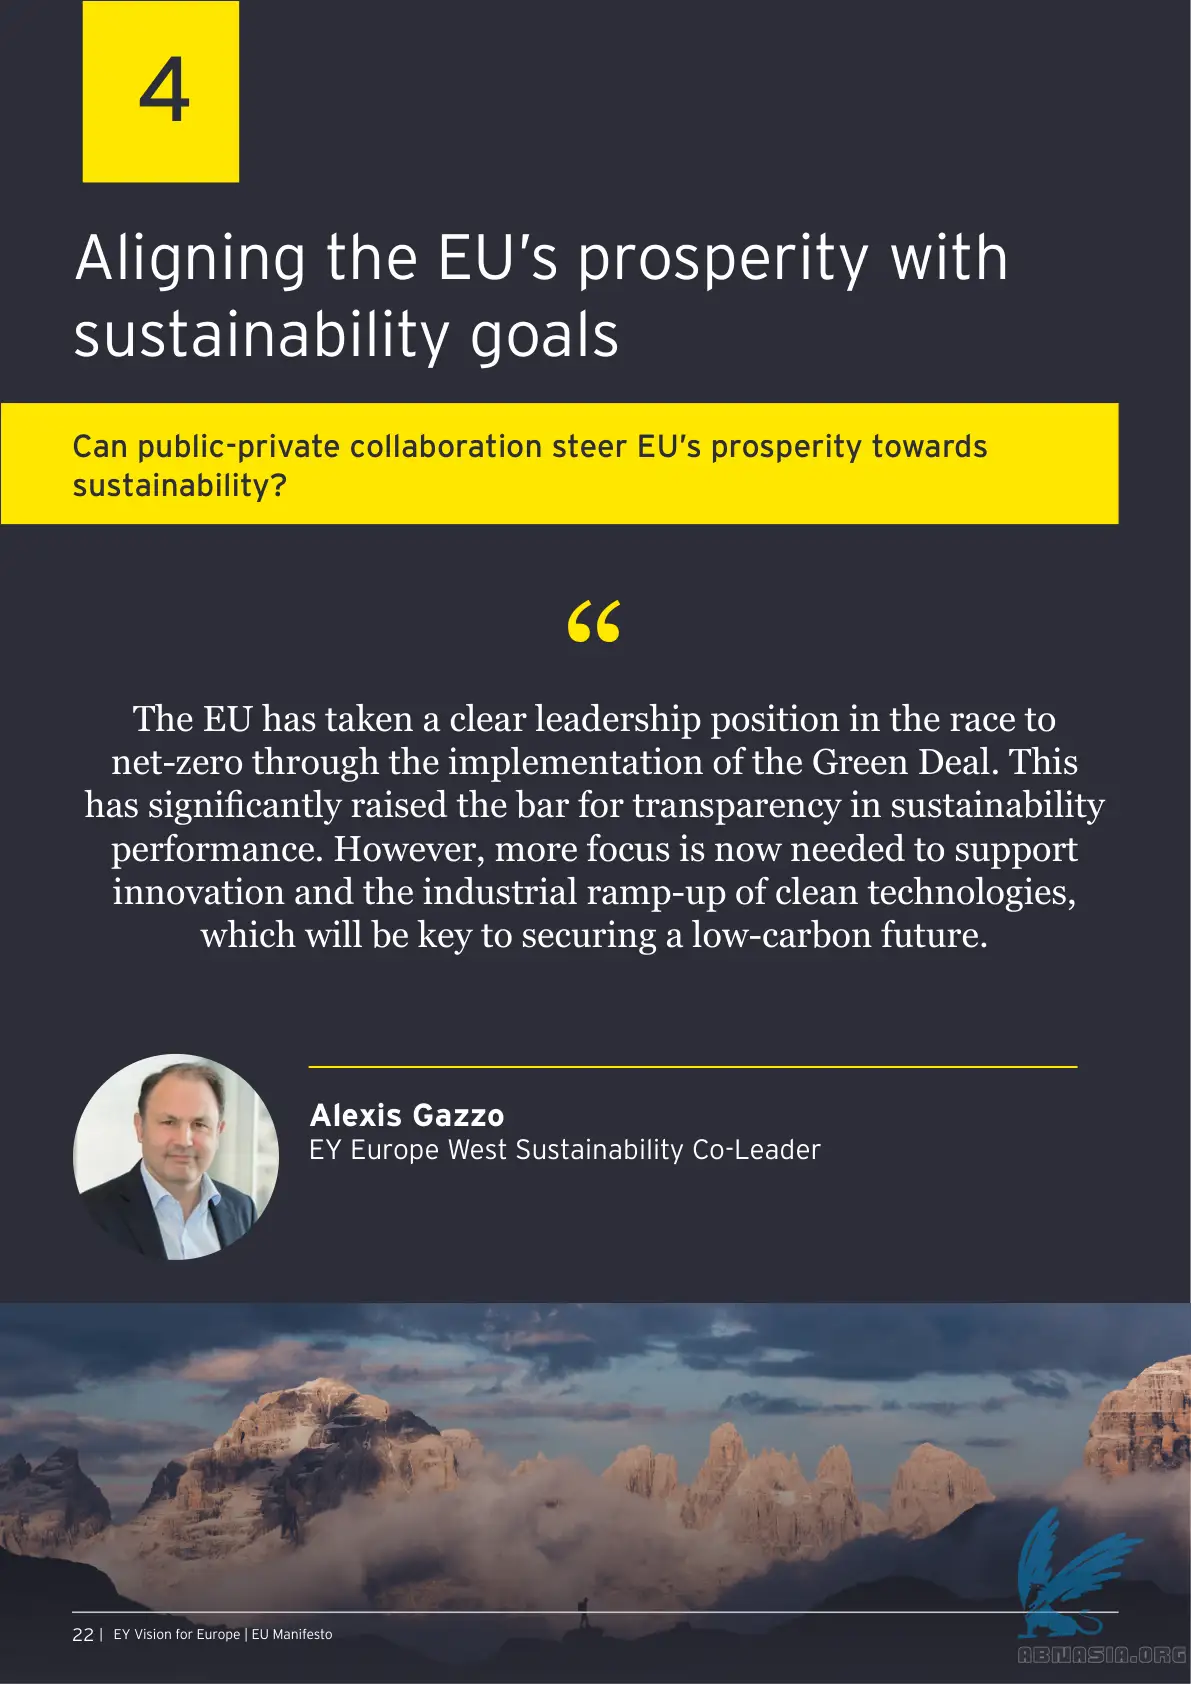 4
Aligning the EU’s prosperity with
sustainability goals
Can public-private collaboration steer EU’s prosperity towards
sustainability?
“
The EU has taken a clear leadership position in the race to
net-zero through the implementation of the Green Deal. This
has significantly raised the bar for transparency in sustainability
performance. However, more focus is now needed to support
innovation and the industrial ramp-up of clean technologies,
which will be key to securing a low-carbon future.
Alexis Gazzo
EY Europe West Sustainability Co-Leader
22 | EY Vision for Europe | EU Manifesto
ABNASIA.ORG